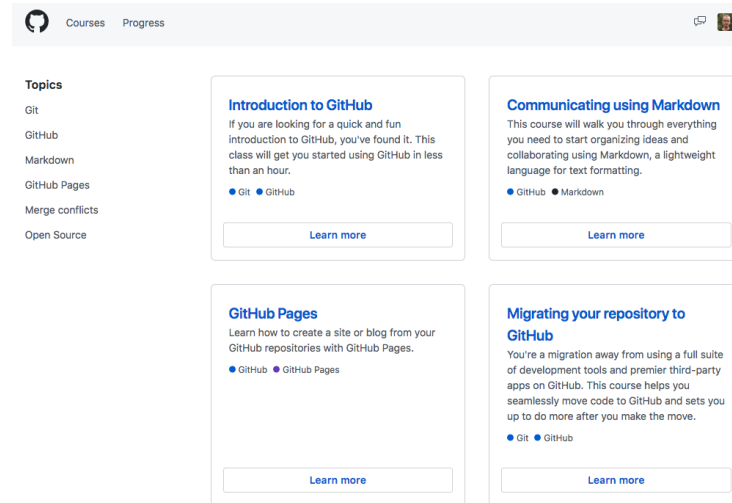 Courses Progress
Topics
Git
GitHub
Markdown
GitHub Pages
Merge conflicts
Open Source
Introduction to GitHub
If you are looking for a quick and fun
introduction to GitHub, you've found it. This
class will get you started using GitHub in less
than an hour.
Git GitHub
Learn more
Communicating using Markdown
This course will walk you through everything
you need to start organizing ideas and
collaborating using Markdown, a lightweight
language for text formatting.
GitHub Markdown
Learn more
GitHub Pages
Learn how to create a site or blog from your
GitHub repositories with GitHub Pages.
GitHub GitHub Pages
Learn more
Migrating your repository to
GitHub
You're a migration away from using a full suite
of development tools and premier third-party
apps on GitHub. This course helps you
seamlessly move code to GitHub and sets you
up to do more after you make the move.
Git GitHub
Learn more